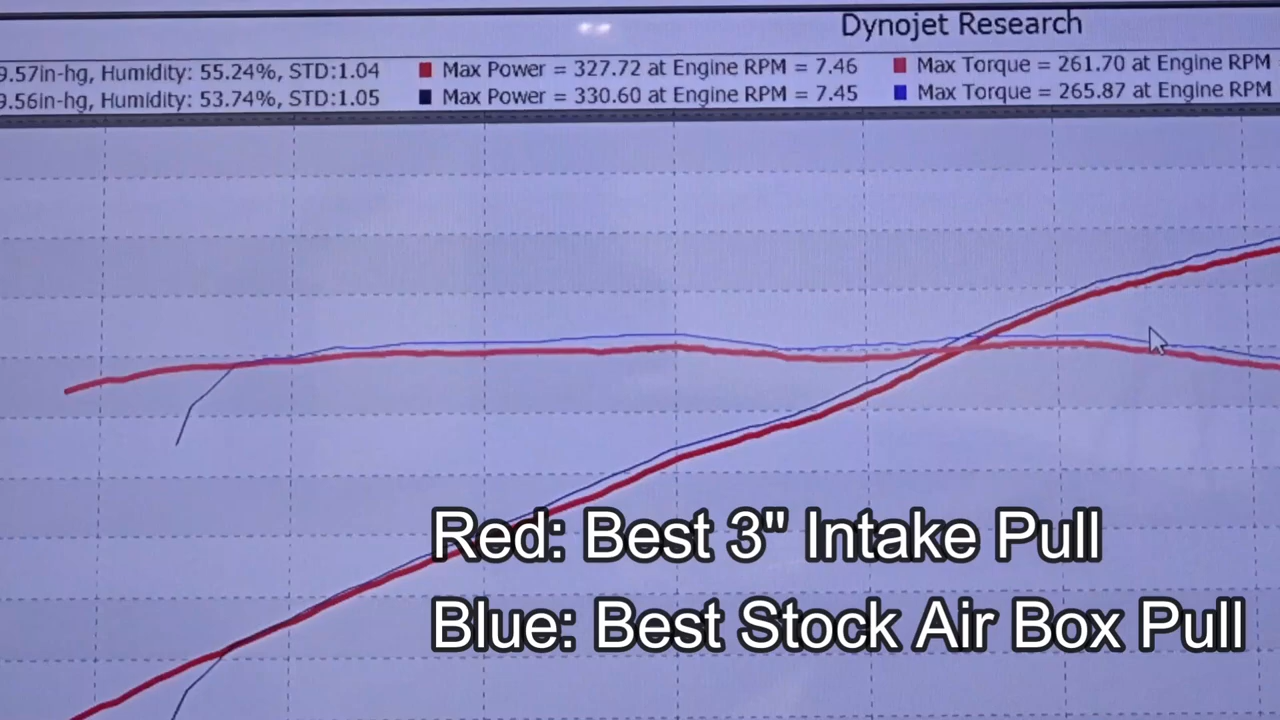 Dynojet Research
9.57in-hg, Humidity: 55.24%, STD:1.04 Max Power = 327.72 at Engine RPM = 7.46 Max Torque = 261.70 at Engine RPM
9.56in-hg, Humidity: 53.74%, STD:1.05 Max Power = 330.60 at Engine RPM = 7.45 Max Torque = 265.87 at Engine RPM
Red: Best 3" Intake Pull
Blue: Best Stock Air Box Pull